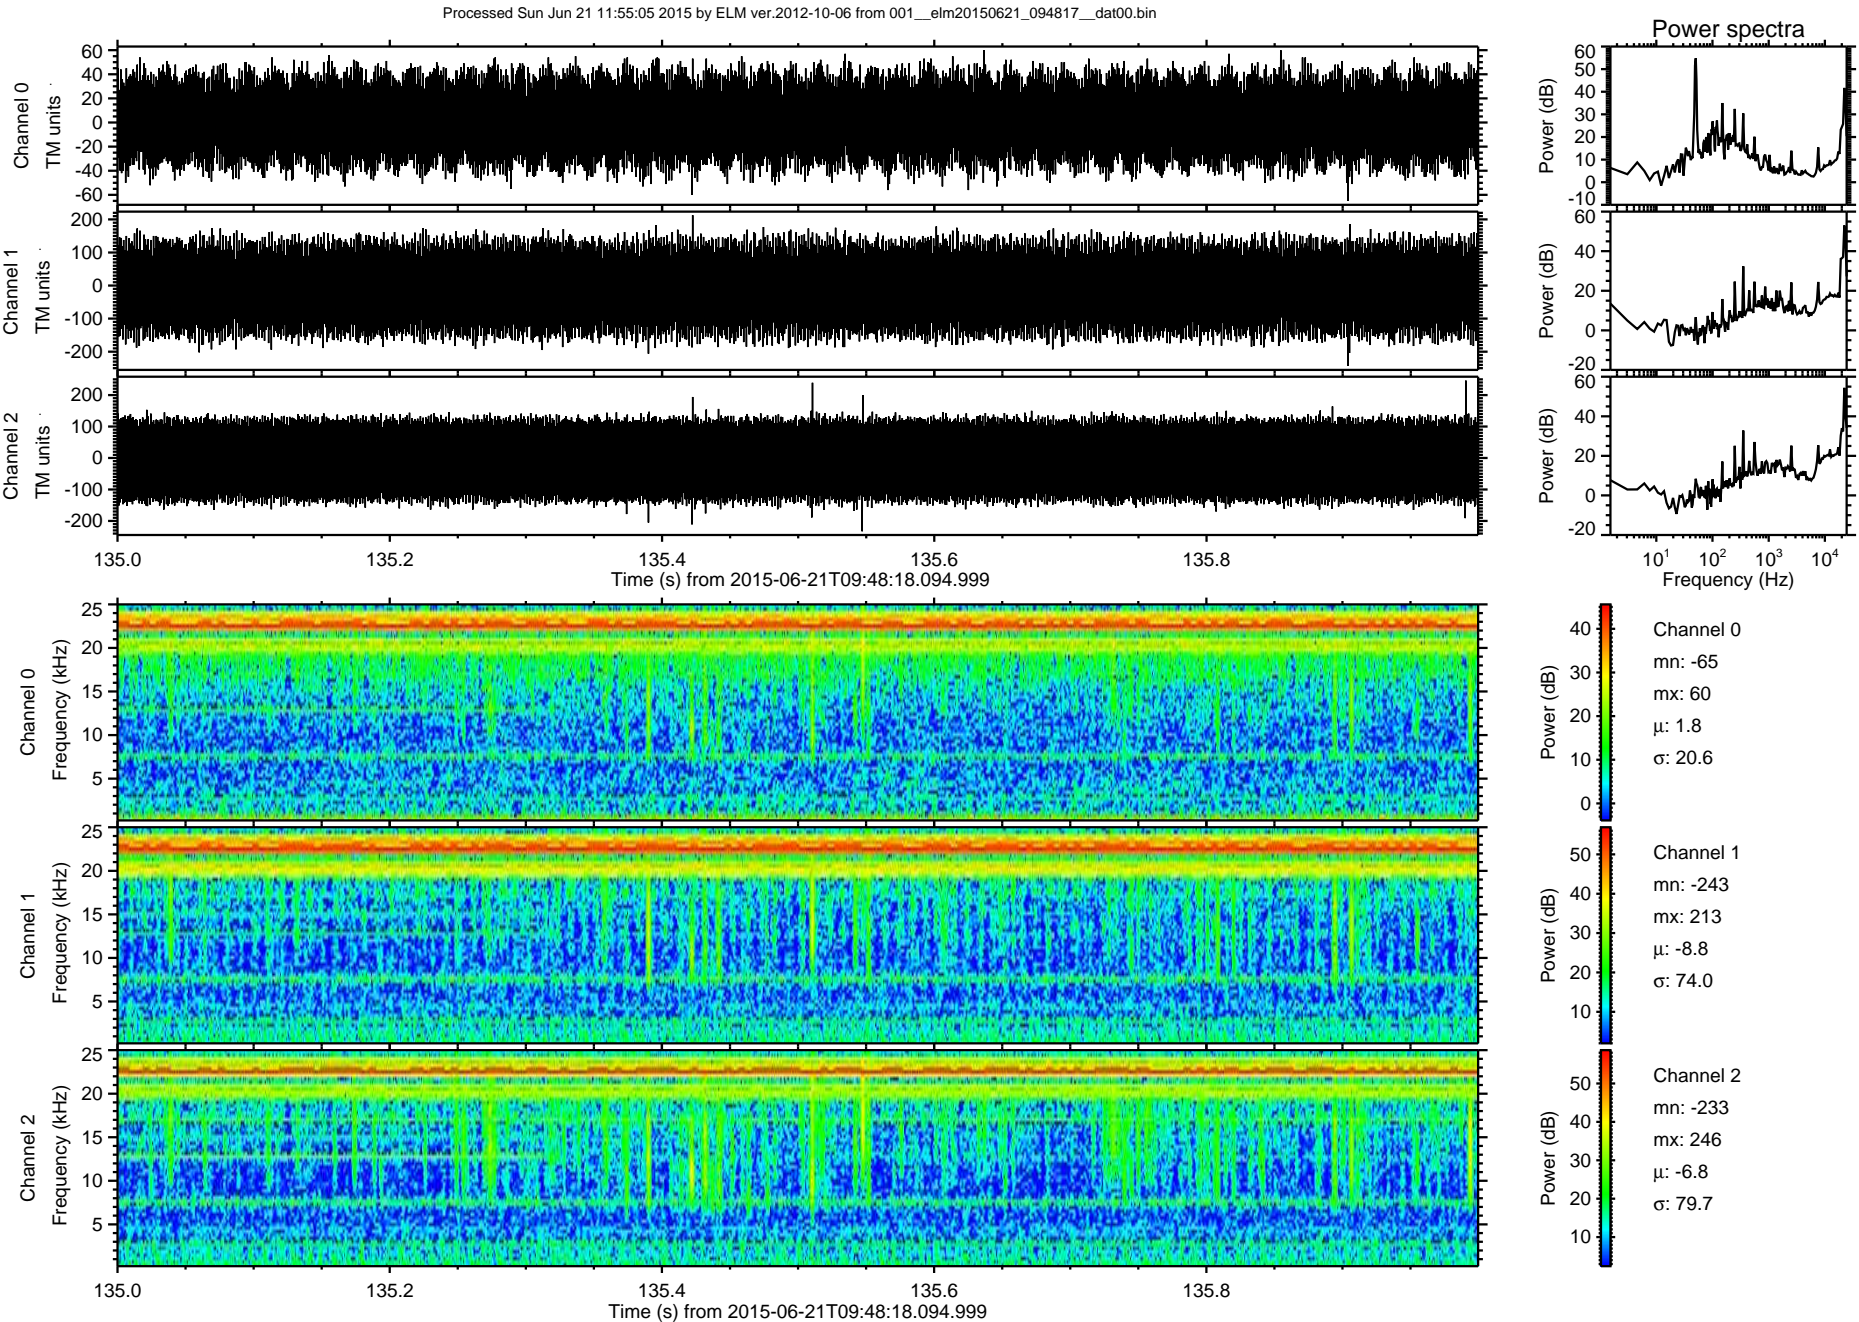 Processed Sun Jun 21 11:55:05 2015 by ELM ver.2012-10-06 from 001__elm20150621_094817__dat00.bin
Power spectra
Channel 0
TM units
60
40
20
0
-20
-40
-60
Power (dB)
60
50
40
30
20
10
0
-10
Channel 1
TM units
200
100
0
-100
-200
Power (dB)
60
40
20
0
-20
Channel 2
TM units
200
100
0
-100
-200
Power (dB)
60
40
20
0
-20
135.0 135.2 135.4 135.6 135.8
Time (s) from 2015-06-21T09:48:18.094.999
10¹ 10² 10³ 10⁴
Frequency (Hz)
Channel 0
Frequency (kHz)
25
20
15
10
5
Power (dB)
40
30
20
10
0
Channel 0
mn: -65
mx: 60
μ: 1.8
σ: 20.6
Channel 1
Frequency (kHz)
25
20
15
10
5
Power (dB)
50
40
30
20
10
Channel 1
mn: -243
mx: 213
μ: -8.8
σ: 74.0
Channel 2
Frequency (kHz)
25
20
15
10
5
Power (dB)
50
40
30
20
10
Channel 2
mn: -233
mx: 246
μ: -6.8
σ: 79.7
135.0 135.2 135.4 135.6 135.8
Time (s) from 2015-06-21T09:48:18.094.999